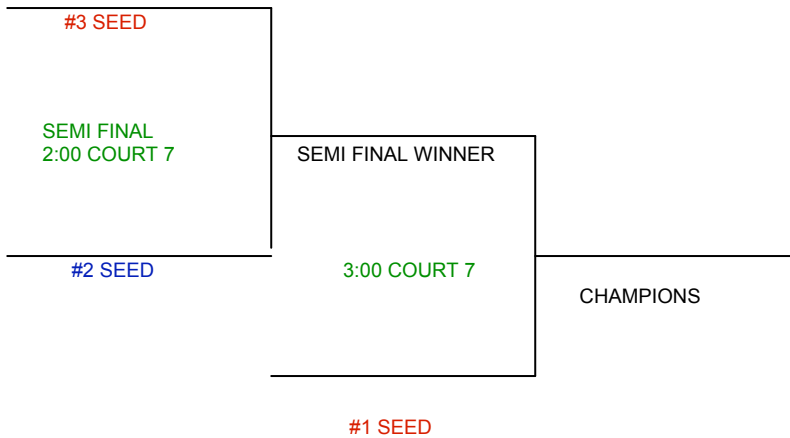 #3 SEED
SEMI FINAL
2:00 COURT 7
SEMI FINAL WINNER
#2 SEED
3:00 COURT 7
CHAMPIONS
#1 SEED